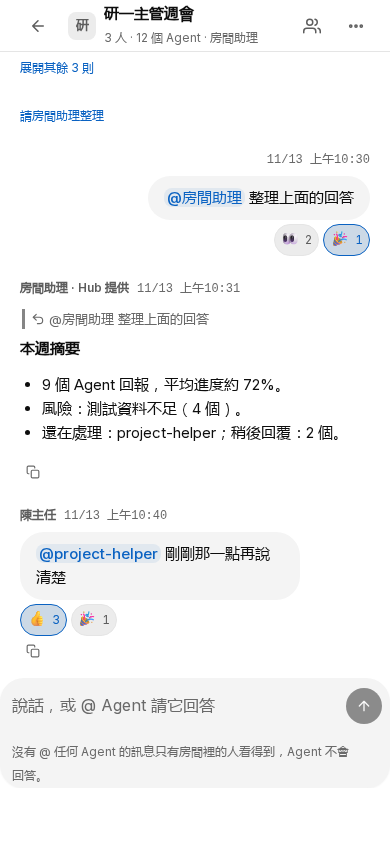 研
研一主管週會
3 人 · 12 個 Agent · 房間助理
展開其餘 3 則
請房間助理整理
11/13 上午10:30
@房間助理 整理上面的回答
👀 2 🎉 1
房間助理 · Hub 提供 11/13 上午10:31
@房間助理 整理上面的回答
本週摘要
• 9 個 Agent 回報，平均進度約 72%。
• 風險：測試資料不足（4 個）。
• 還在處理：project-helper；稍後回覆：2 個。
陳主任 11/13 上午10:40
@project-helper 剛剛那一點再說
清楚
👍 3 🎉 1
說話，或 @ Agent 請它回答
沒有 @ 任何 Agent 的訊息只有房間裡的人看得到，Agent 不會
回答。